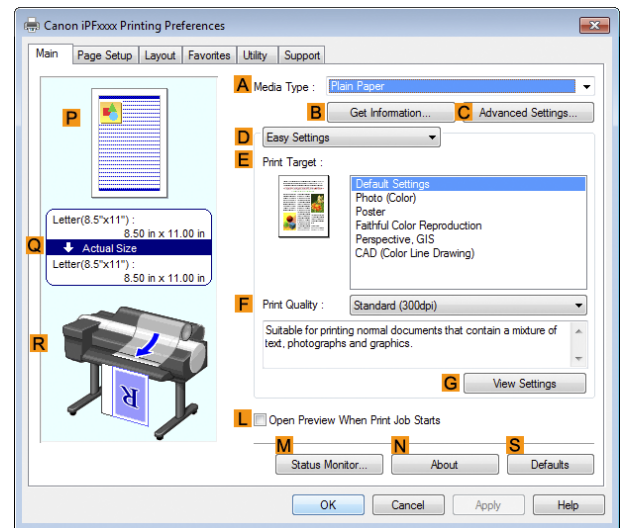 Canon iPFxxxx Printing Preferences
Main Page Setup Layout Favorites Utility Support
A Media Type : Plain Paper
B Get Information... C Advanced Settings...
D Easy Settings
E Print Target :
Default Settings
Photo (Color)
Poster
Faithful Color Reproduction
Perspective, GIS
CAD (Color Line Drawing)
P
Letter(8.5"x11") :
8.50 in x 11.00 in
Q Actual Size
Letter(8.5"x11") :
8.50 in x 11.00 in
R
R
F Print Quality : Standard (300dpi)
Suitable for printing normal documents that contain a mixture of
text, photographs and graphics.
G View Settings
L Open Preview When Print Job Starts
M N S
Status Monitor... About Defaults
OK Cancel Apply Help